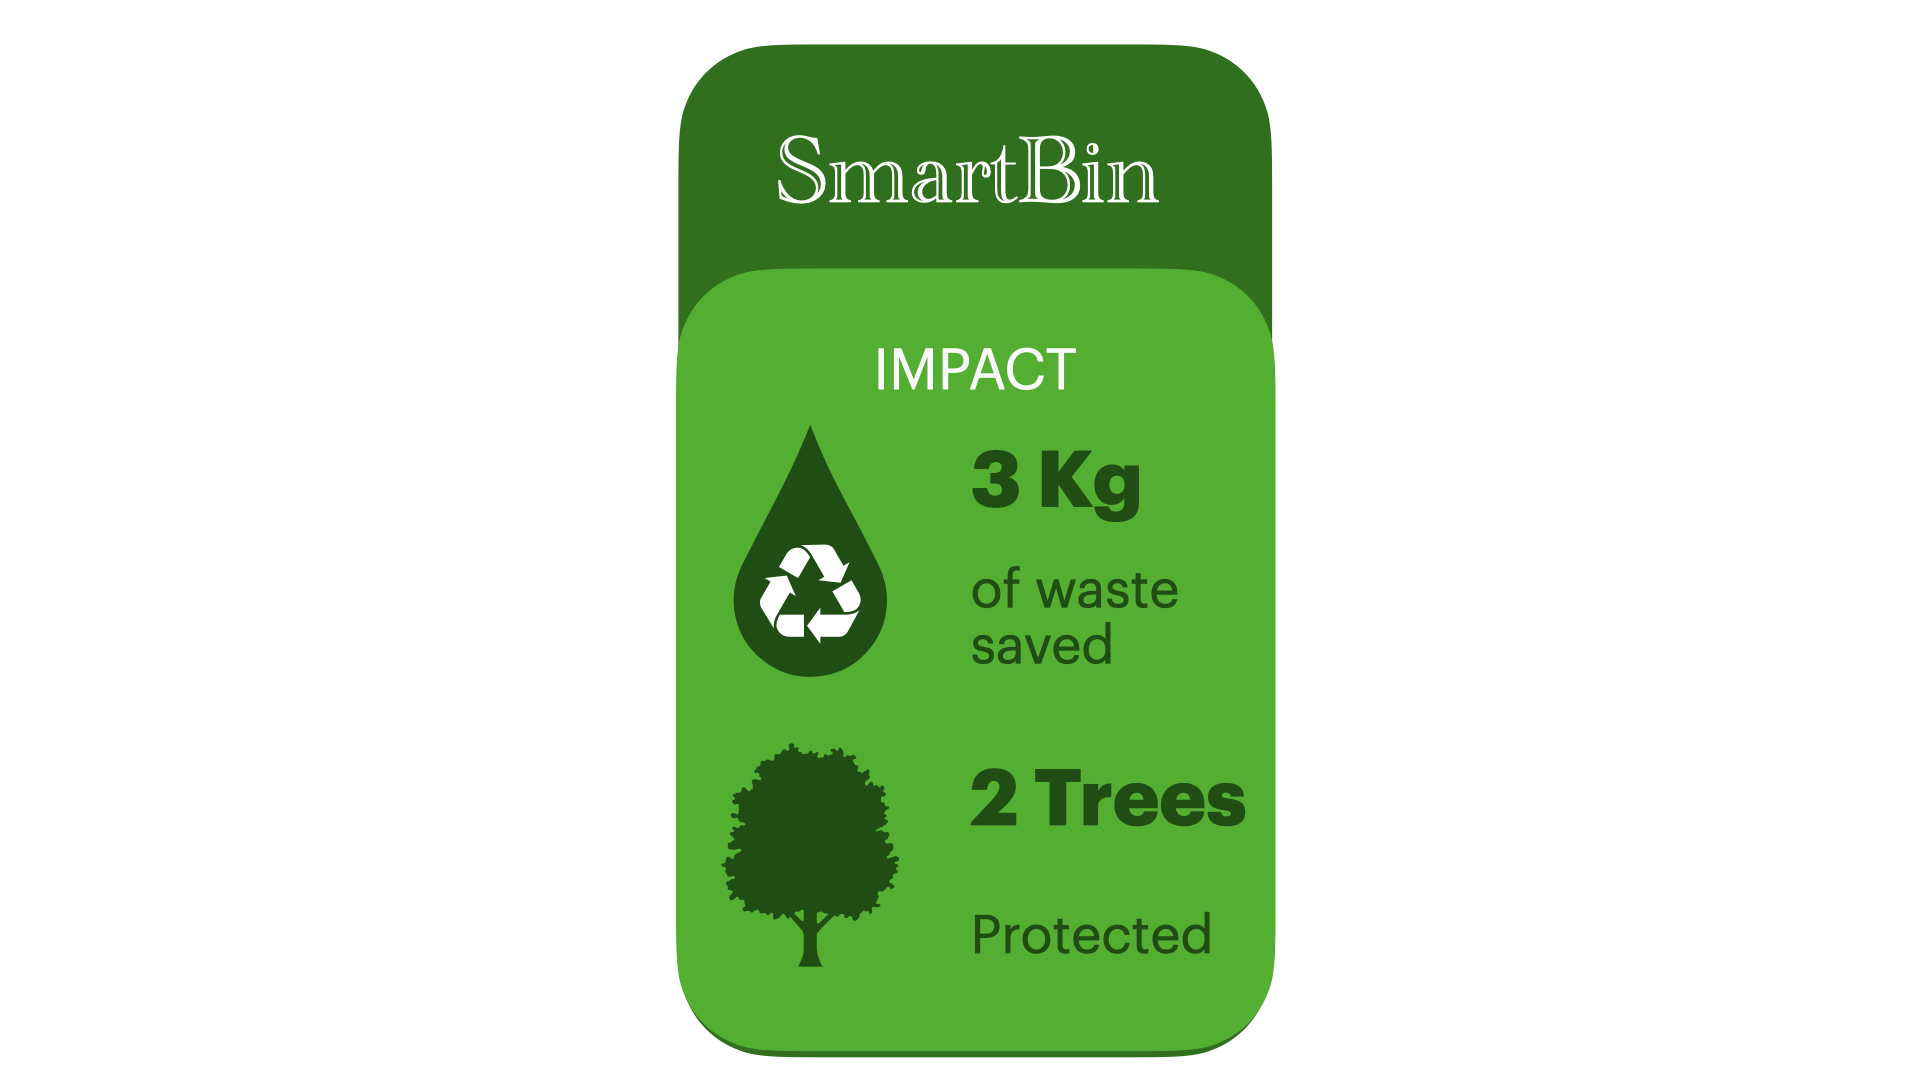 SmartBin
IMPACT
3 Kg
of waste
saved
2 Trees
Protected